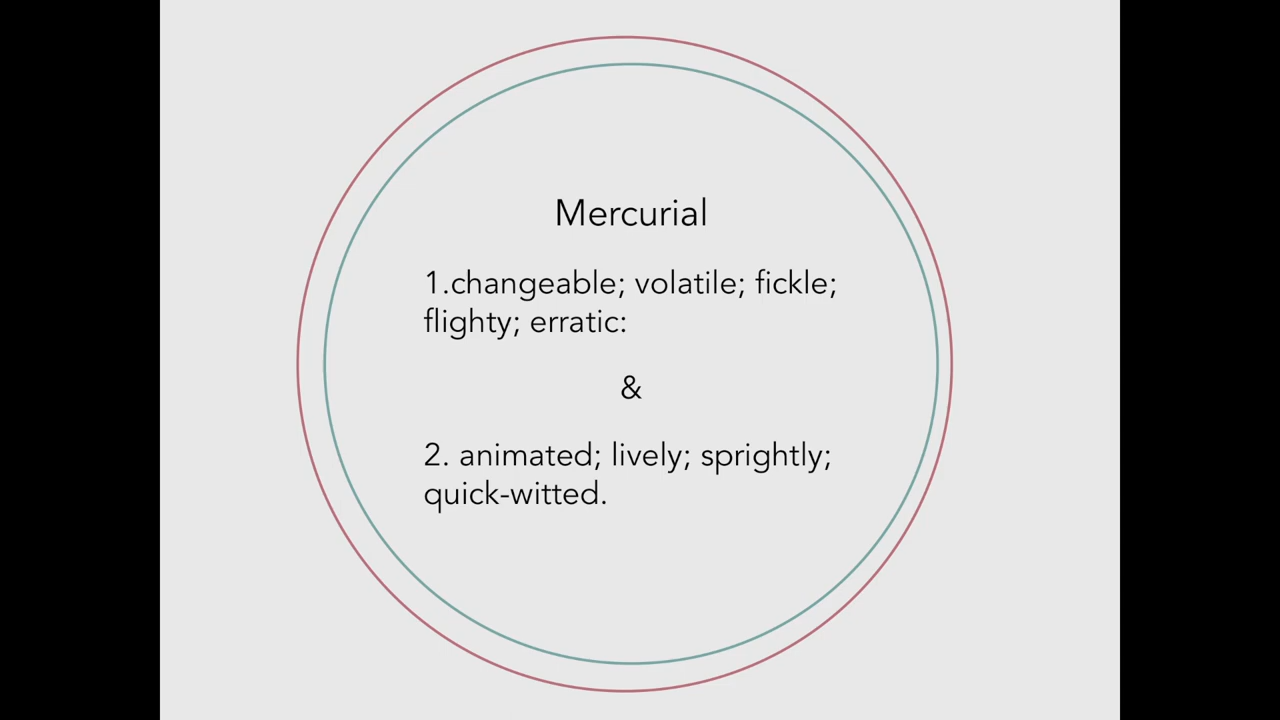 Mercurial
1.changeable; volatile; fickle;
flighty; erratic:
&
2. animated; lively; sprightly;
quick-witted.